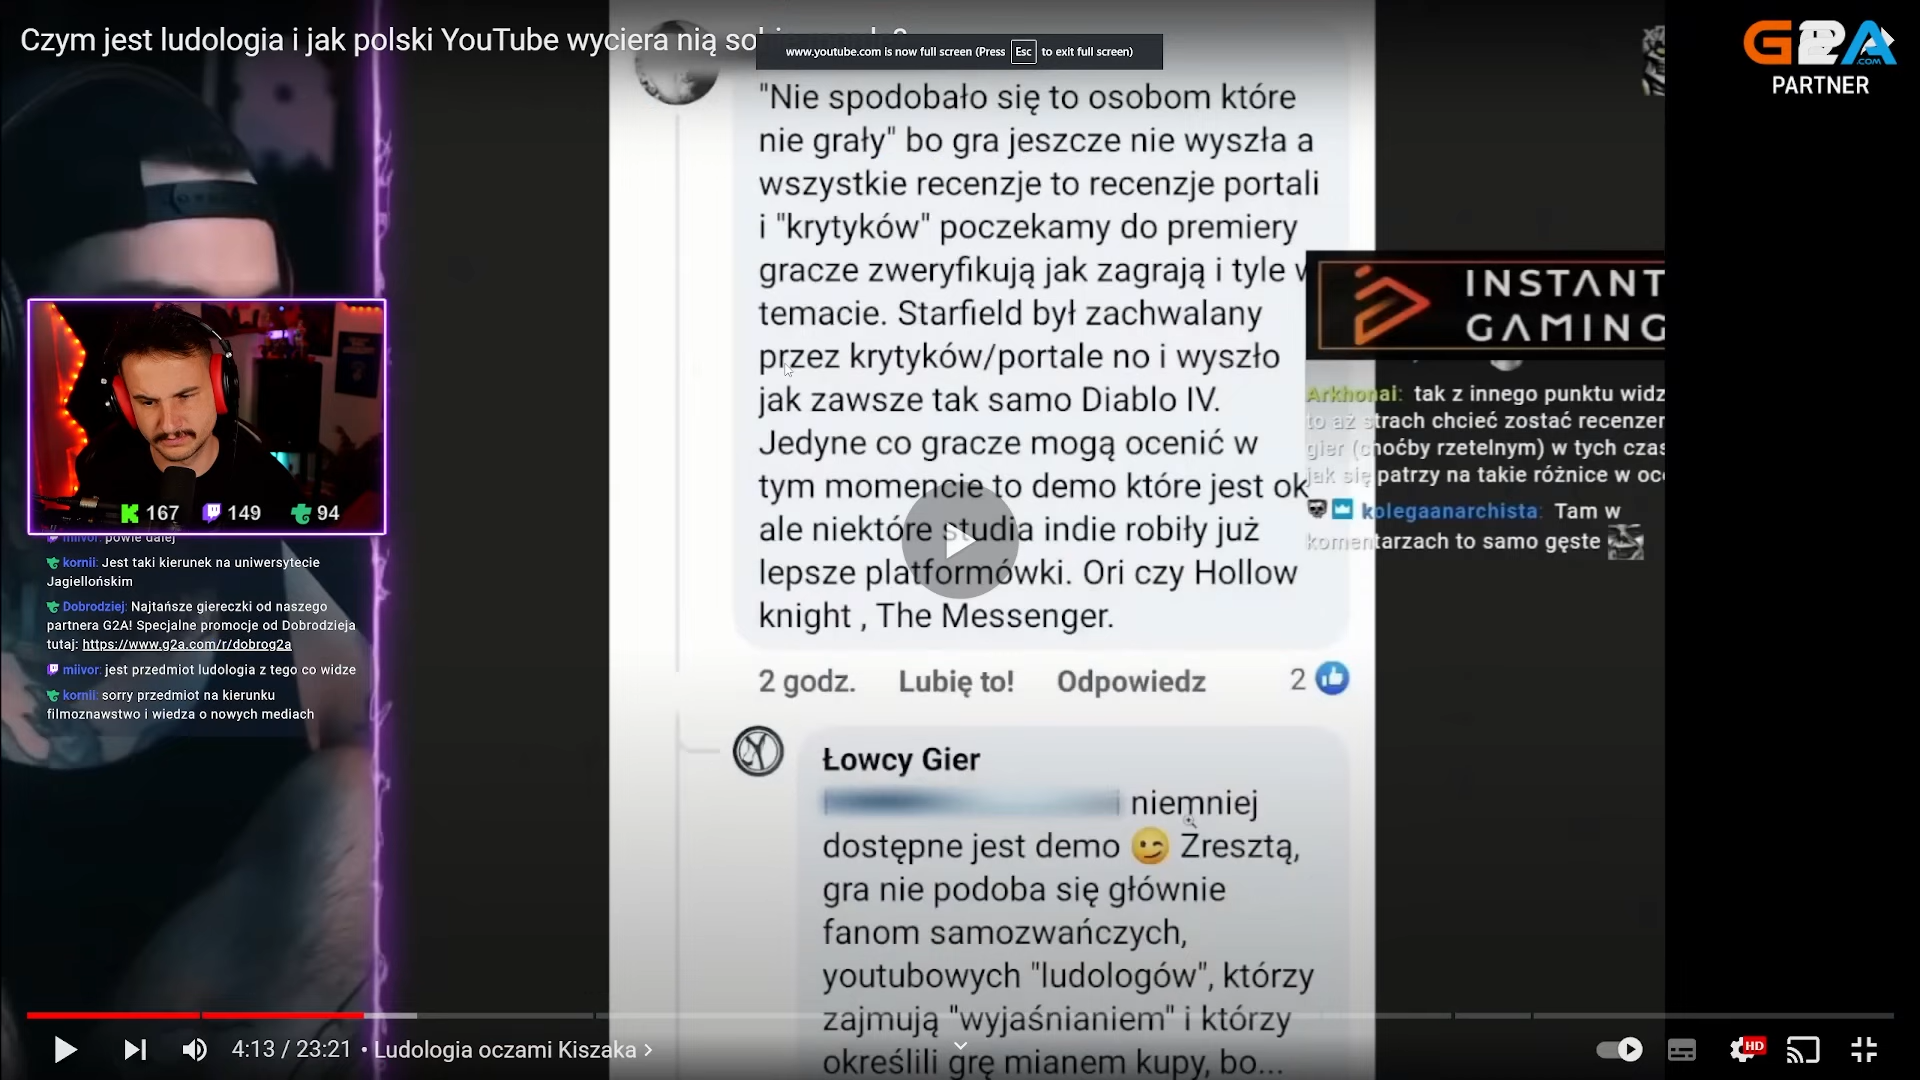 Czym jest ludologia i jak polski YouTube wyciera nią
www.youtube.com is now full screen (Press Esc to exit full screen)
G2A
.COM
PARTNER
"Nie spodobało się to osobom które
nie grały" bo gra jeszcze nie wyszła a
wszystkie recenzje to recenzje portali
i "krytyków" poczekamy do premiery
gracze zweryfikują jak zagrają i tyle w
temacie. Starfield był zachwalany
przez krytyków/portale no i wyszło
jak zawsze tak samo Diablo IV.
Jedyne co gracze mogą ocenić w
tym momencie to demo które jest ok
ale niektóre studia indie robiły już
lepsze platformówki. Ori czy Hollow
knight , The Messenger.
2 godz. Lubię to! Odpowiedz 2
Łowcy Gier
niemniej
dostępne jest demo 😉 Zresztą,
gra nie podoba się głównie
fanom samozwańczych,
youtubowych "ludologów", którzy
zajmują "wyjaśnianiem" i którzy
określili grę mianem kupy, bo...
INSTANT
GAMING
Arkhonai: tak z innego punktu widz
to aż strach chcieć zostać recenzer
gier (choćby rzetelnym) w tych czas
jak się patrzy na takie różnice w oce
kolegaanarchista: Tam w
komentarzach to samo gęste
167 149 94
miivor: powie dalej
kornii: Jest taki kierunek na uniwersytecie
Jagiellońskim
Dobrodziej: Najtańsze giereczki od naszego
partnera G2A! Specjalne promocje od Dobrodzieja
tutaj: https://www.g2a.com/r/dobrog2a
miivor: jest przedmiot ludologia z tego co widze
kornii: sorry przedmiot na kierunku
filmoznawstwo i wiedza o nowych mediach
4:13 / 23:21 • Ludologia oczami Kiszaka ›
HD